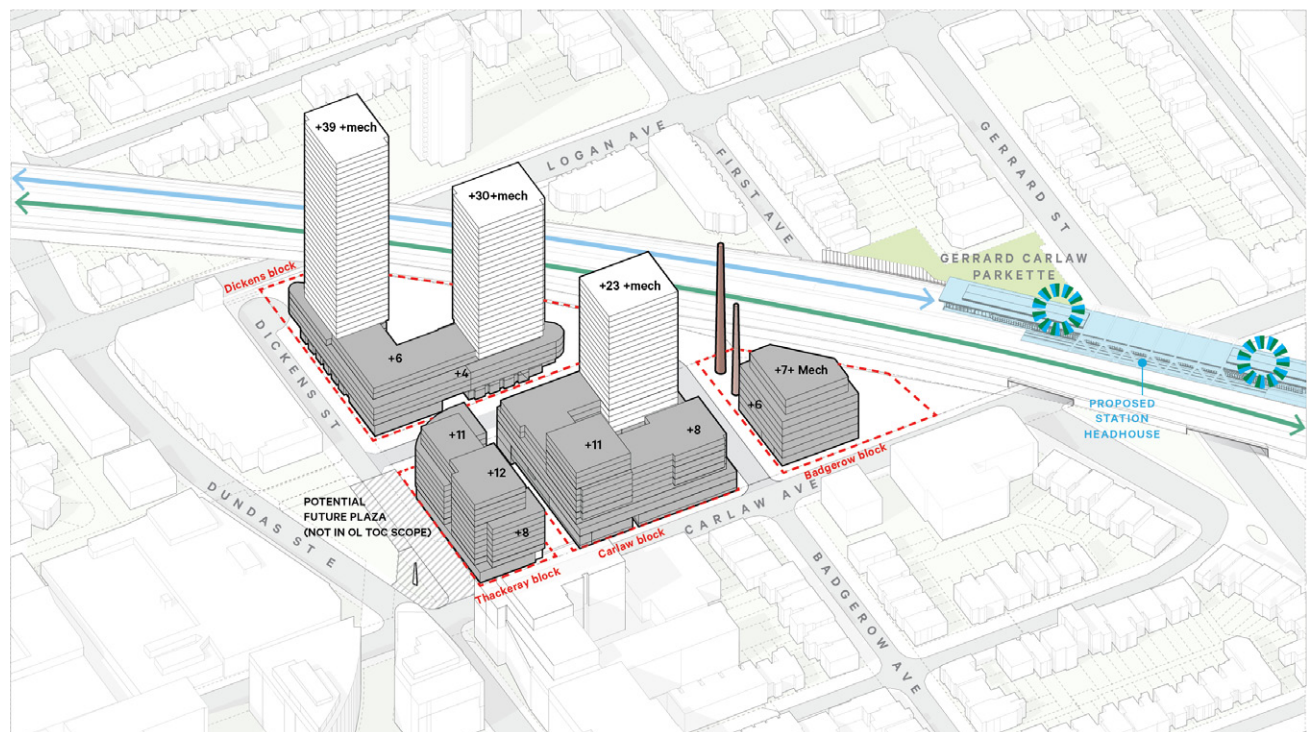 +39 +mech
+30+mech
LOGAN AVE
FIRST AVE
GERRARD ST
GERRARD CARLAW
PARKETTE
Dickens block
+23 +mech
DICKENS ST
+6
+4
+7+ Mech
+6
PROPOSED
STATION
HEADHOUSE
+11
+12
+8
+11
+8
Badgerow block
POTENTIAL
FUTURE PLAZA
(NOT IN OL TOC SCOPE)
DUNDAS ST E
CARLAW AVE
Carlaw block
Thackeray block
BADGEROW AVE